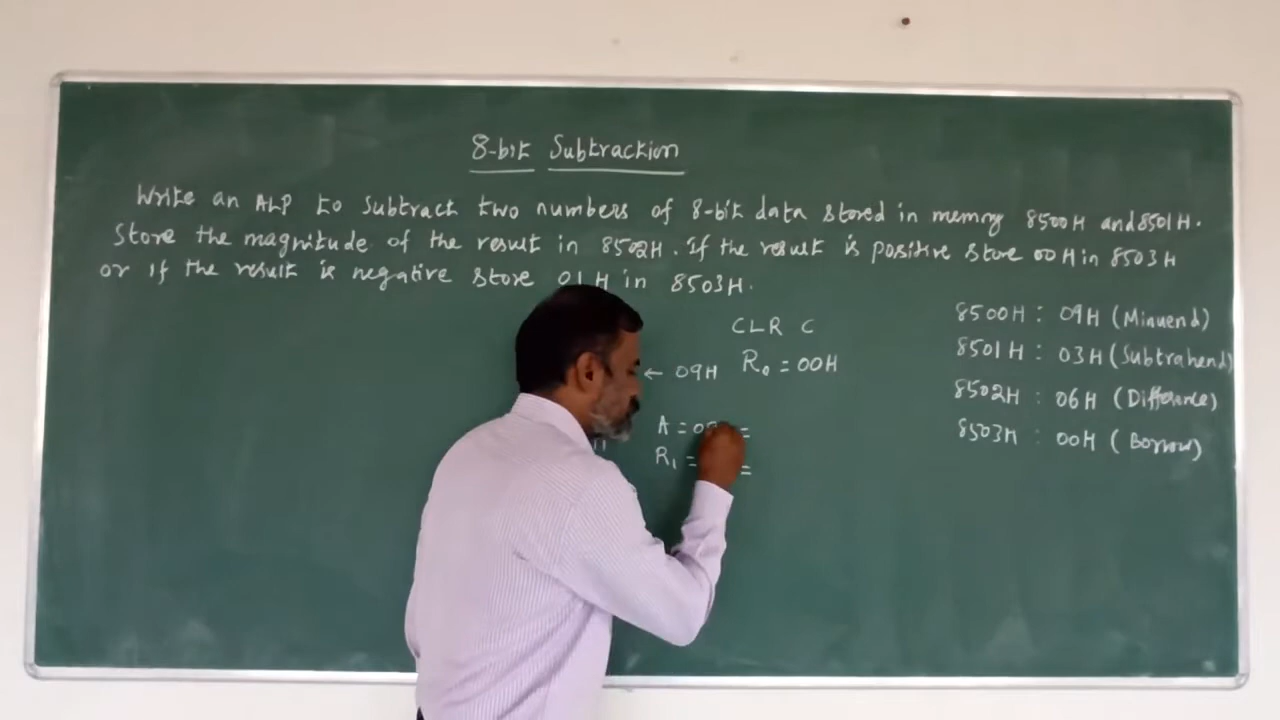 8-bit Subtraction
Write an ALP to Subtract two numbers of 8-bit data stored in memory 8500H and 8501H.
Store the magnitude of the result in 8502H. If the result is positive store 00H in 8503H
or if the result is negative store 01H in 8503H.
CLR C
← 09H R₀ = 00H
A = 0
R₁ =
8500H : 09H (Minuend)
8501H : 03H (Subtrahend)
8502H : 06H (Difference)
8503H : 00H (Borrow)